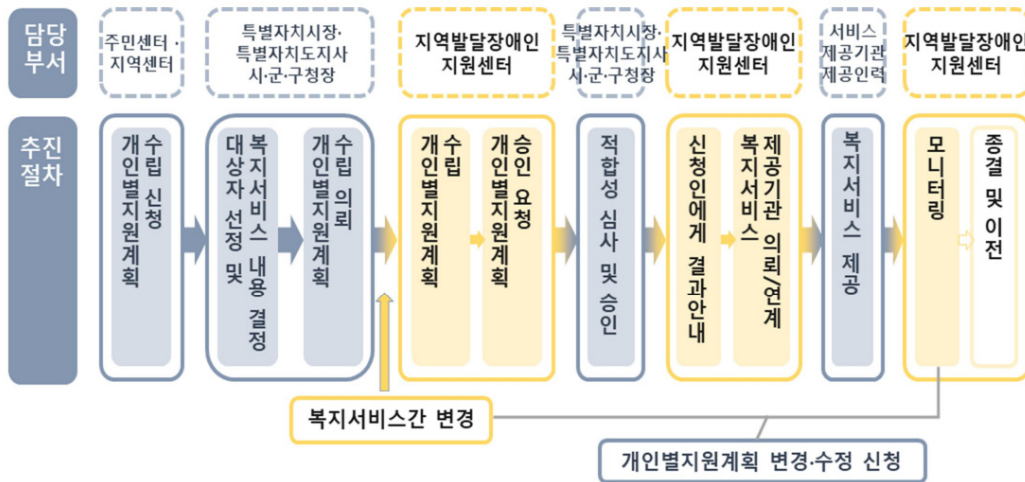 담당
부서
주민센터 ·
지역센터
특별자치시장·
특별자치도지사
시·군·구청장
지역발달장애인
지원센터
특별자치시장·
특별자치도지사
시·군·구청장
지역발달장애인
지원센터
서비스
제공기관
제공인력
지역발달장애인
지원센터
추진
절차
개인별지원계획
수립 신청
대상자 선정 및
복지서비스 내용 결정
개인별지원계획
수립 의뢰
개인별지원계획
수립
개인별지원계획
승인 요청
적합성 심사 및 승인
신청인에게 결과안내
복지서비스
제공기관 의뢰/연계
복지서비스 제공
모니터링
종결 및 이전
복지서비스간 변경
개인별지원계획 변경·수정 신청